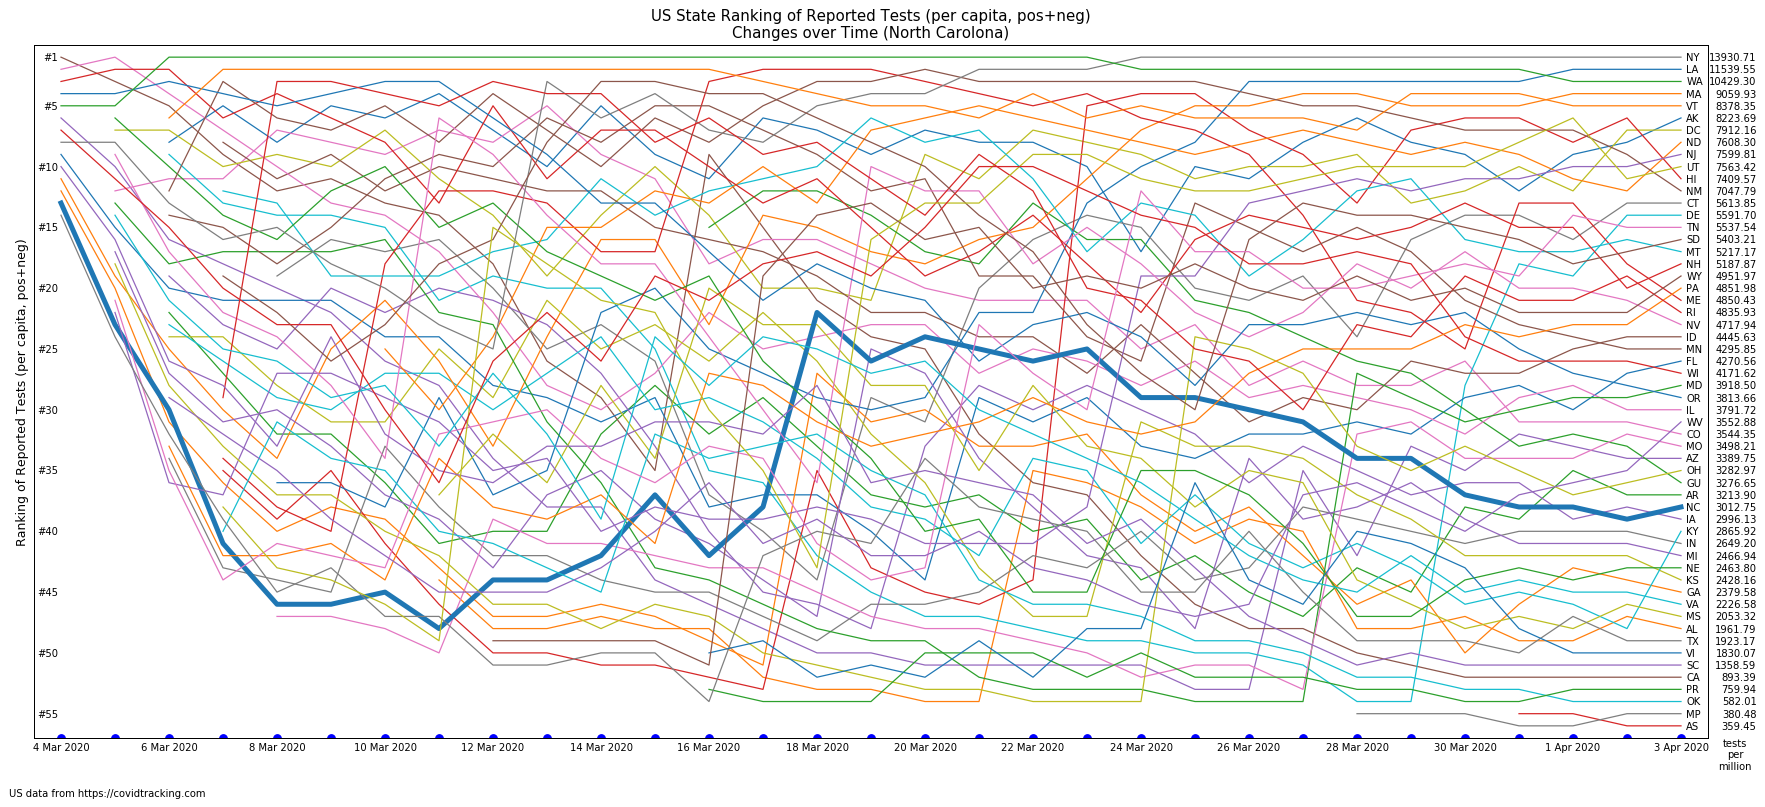 US State Ranking of Reported Tests (per capita, pos+neg)
Changes over Time (North Carolona)
Ranking of Reported Tests (per capita, pos+neg)
#1
#5
#10
#15
#20
#25
#30
#35
#40
#45
#50
#55
NY 13930.71
LA 11539.55
WA 10429.30
MA 9059.93
VT 8378.35
AK 8223.69
DC 7912.16
ND 7608.30
NJ 7599.81
UT 7563.42
HI 7409.57
NM 7047.79
CT 5613.85
DE 5591.70
TN 5537.54
SD 5403.21
MT 5217.17
NH 5187.87
WY 4951.97
PA 4851.98
ME 4850.43
RI 4835.93
NV 4717.94
ID 4445.63
MN 4295.85
FL 4270.56
WI 4171.62
MD 3918.50
OR 3813.66
IL 3791.72
WV 3552.88
CO 3544.35
MO 3498.21
AZ 3389.75
OH 3282.97
GU 3276.65
AR 3213.90
NC 3012.75
IA 2996.13
KY 2865.92
IN 2649.20
MI 2466.94
NE 2463.80
KS 2428.16
GA 2379.58
VA 2226.58
MS 2053.32
AL 1961.79
TX 1923.17
VI 1830.07
SC 1358.59
CA 893.39
PR 759.94
OK 582.01
MP 380.48
AS 359.45
4 Mar 2020 6 Mar 2020 8 Mar 2020 10 Mar 2020 12 Mar 2020 14 Mar 2020 16 Mar 2020 18 Mar 2020 20 Mar 2020 22 Mar 2020 24 Mar 2020 26 Mar 2020 28 Mar 2020 30 Mar 2020 1 Apr 2020 3 Apr 2020
tests
per
million
US data from https://covidtracking.com